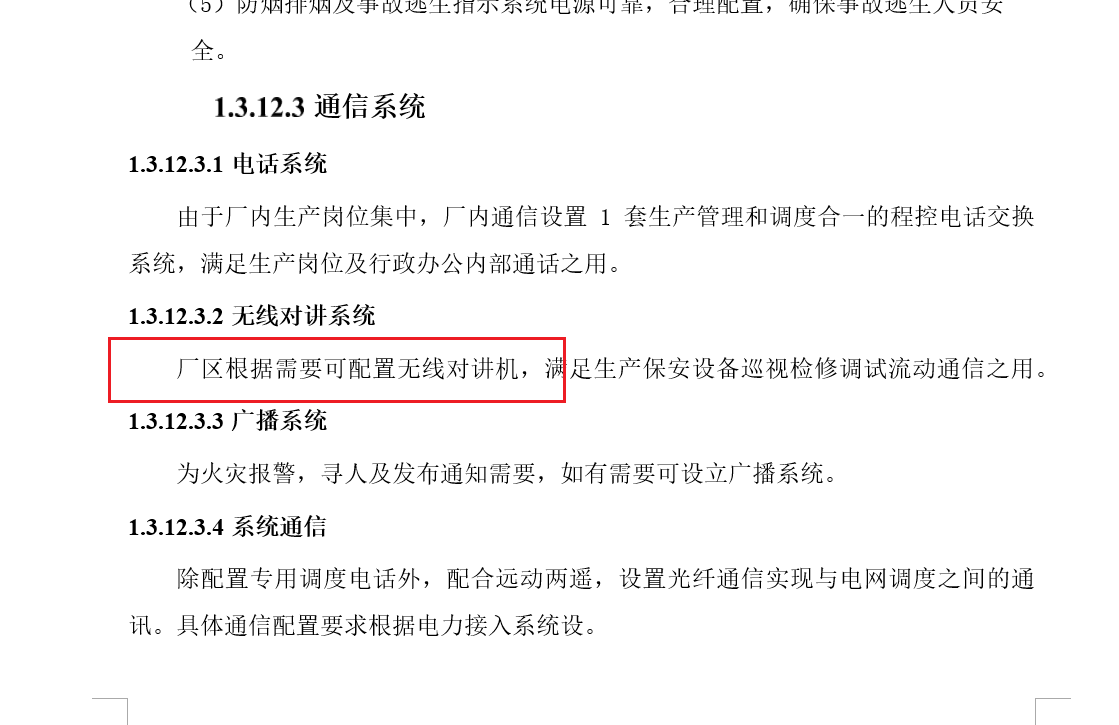 （5）防烟排烟及事故逃生指示系统电源可靠，合理配置，确保事故逃生人员安
全。
1.3.12.3 通信系统
1.3.12.3.1 电话系统
由于厂内生产岗位集中，厂内通信设置 1 套生产管理和调度合一的程控电话交换
系统，满足生产岗位及行政办公内部通话之用。
1.3.12.3.2 无线对讲系统
厂区根据需要可配置无线对讲机，满足生产保安设备巡视检修调试流动通信之用。
1.3.12.3.3 广播系统
为火灾报警，寻人及发布通知需要，如有需要可设立广播系统。
1.3.12.3.4 系统通信
除配置专用调度电话外，配合远动两遥，设置光纤通信实现与电网调度之间的通
讯。具体通信配置要求根据电力接入系统设。